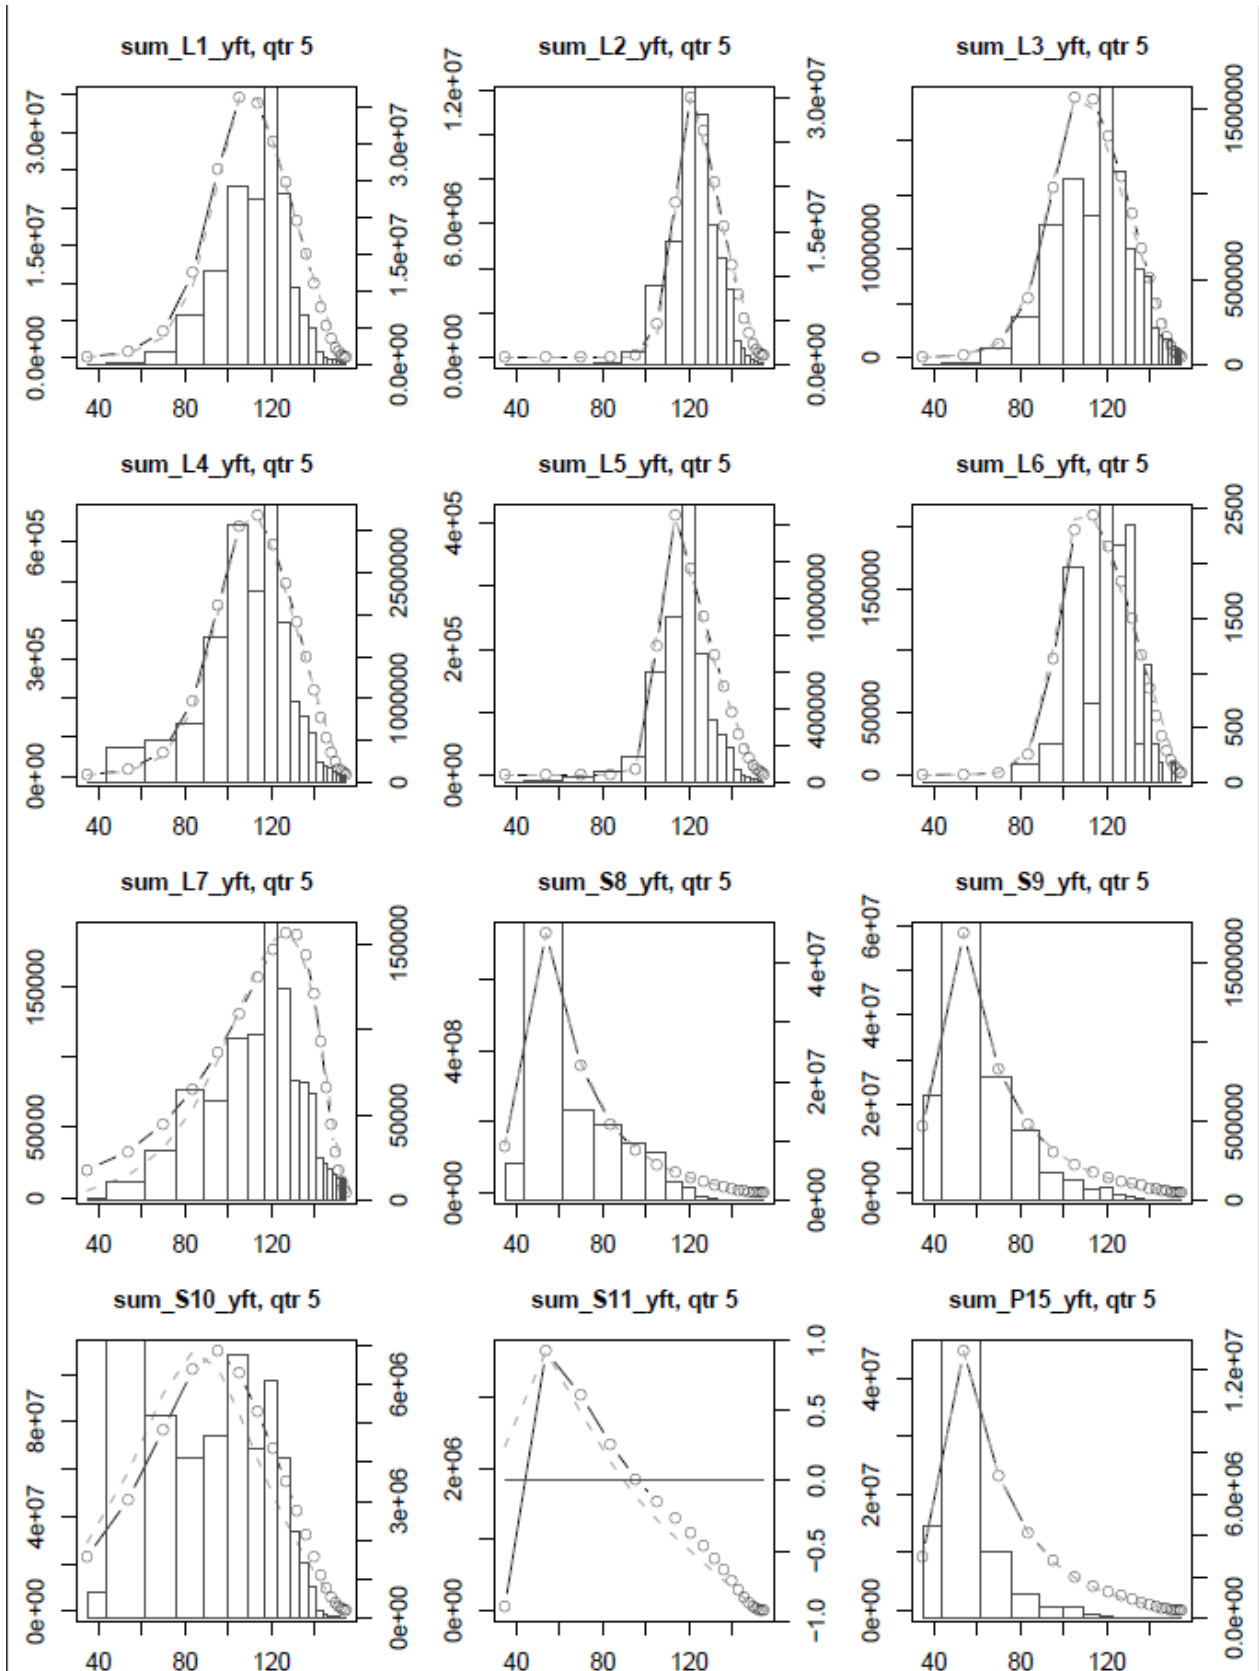 sum_L1_yft, qtr 5
0.0e+00 1.5e+07 3.0e+07
0.0e+00 1.5e+07 3.0e+07
40 80 120
sum_L2_yft, qtr 5
0.0e+00 6.0e+06 1.2e+07
0.0e+00 1.5e+07 3.0e+07
40 80 120
sum_L3_yft, qtr 5
0 1000000
0 500000 1500000
40 80 120
sum_L4_yft, qtr 5
0e+00 3e+05 6e+05
0 1000000 2500000
40 80 120
sum_L5_yft, qtr 5
0e+00 2e+05 4e+05
0 400000 1000000
40 80 120
sum_L6_yft, qtr 5
0 500000 1500000
0 500 1500 2500
40 80 120
sum_L7_yft, qtr 5
0 50000 150000
0 50000 150000
40 80 120
sum_S8_yft, qtr 5
0e+00 4e+08
0e+00 2e+07 4e+07
40 80 120
sum_S9_yft, qtr 5
0e+00 2e+07 4e+07 6e+07
0 500000 1500000
40 80 120
sum_S10_yft, qtr 5
0e+00 4e+07 8e+07
0e+00 3e+06 6e+06
40 80 120
sum_S11_yft, qtr 5
0e+00 2e+06
−1.0 −0.5 0.0 0.5 1.0
40 80 120
sum_P15_yft, qtr 5
0e+00 2e+07 4e+07
0.0e+00 6.0e+06 1.2e+07
40 80 120